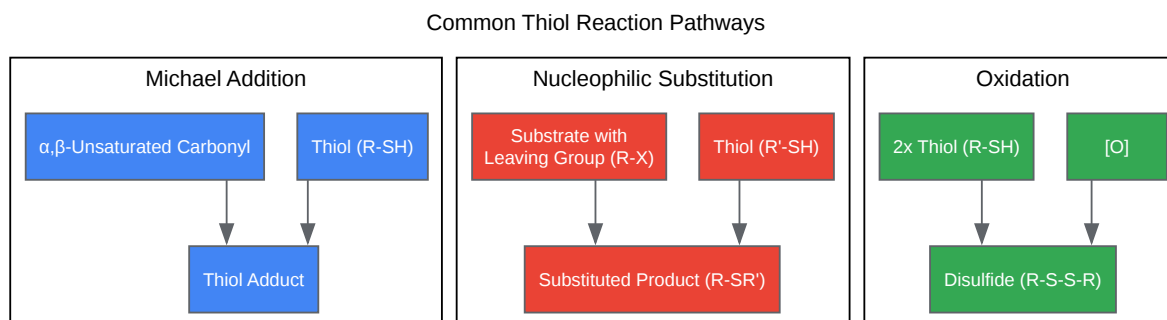 Common Thiol Reaction Pathways
Michael Addition
α,β-Unsaturated Carbonyl
Thiol (R-SH)
Thiol Adduct
Nucleophilic Substitution
Substrate with
Leaving Group (R-X)
Thiol (R'-SH)
Substituted Product (R-SR')
Oxidation
2x Thiol (R-SH)
[O]
Disulfide (R-S-S-R)